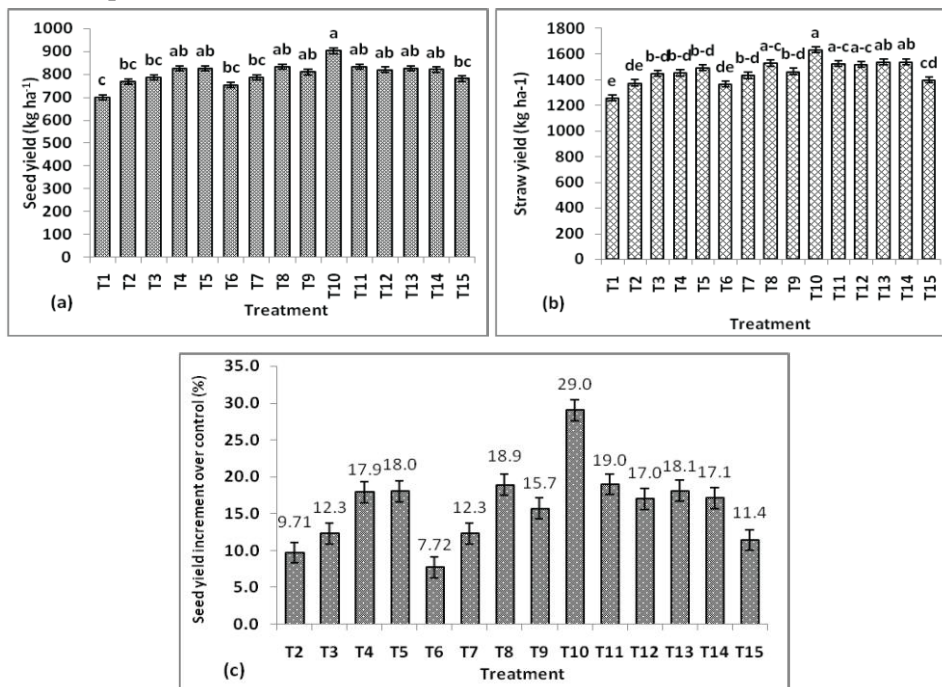 1000
900
800
700
600
500
400
300
200
100
0
Seed yield (kg ha-1)
c bc bc ab ab bc bc ab ab a ab ab ab ab bc
T1 T2 T3 T4 T5 T6 T7 T8 T9 T10 T11 T12 T13 T14 T15
(a)
Treatment
1800
1600
1400
1200
1000
800
600
400
200
0
Straw yield (kg ha-1)
e de b-d b-d b-d de b-d a-c b-d a a-c a-c ab ab cd
T1 T2 T3 T4 T5 T6 T7 T8 T9 T10 T11 T12 T13 T14 T15
(b)
Treatment
35.0
30.0
25.0
20.0
15.0
10.0
5.0
0.0
Seed yield increment over control (%)
9.71 12.3 17.9 18.0 7.72 12.3 18.9 15.7 29.0 19.0 17.0 18.1 17.1 11.4
T2 T3 T4 T5 T6 T7 T8 T9 T10 T11 T12 T13 T14 T15
(c)
Treatment